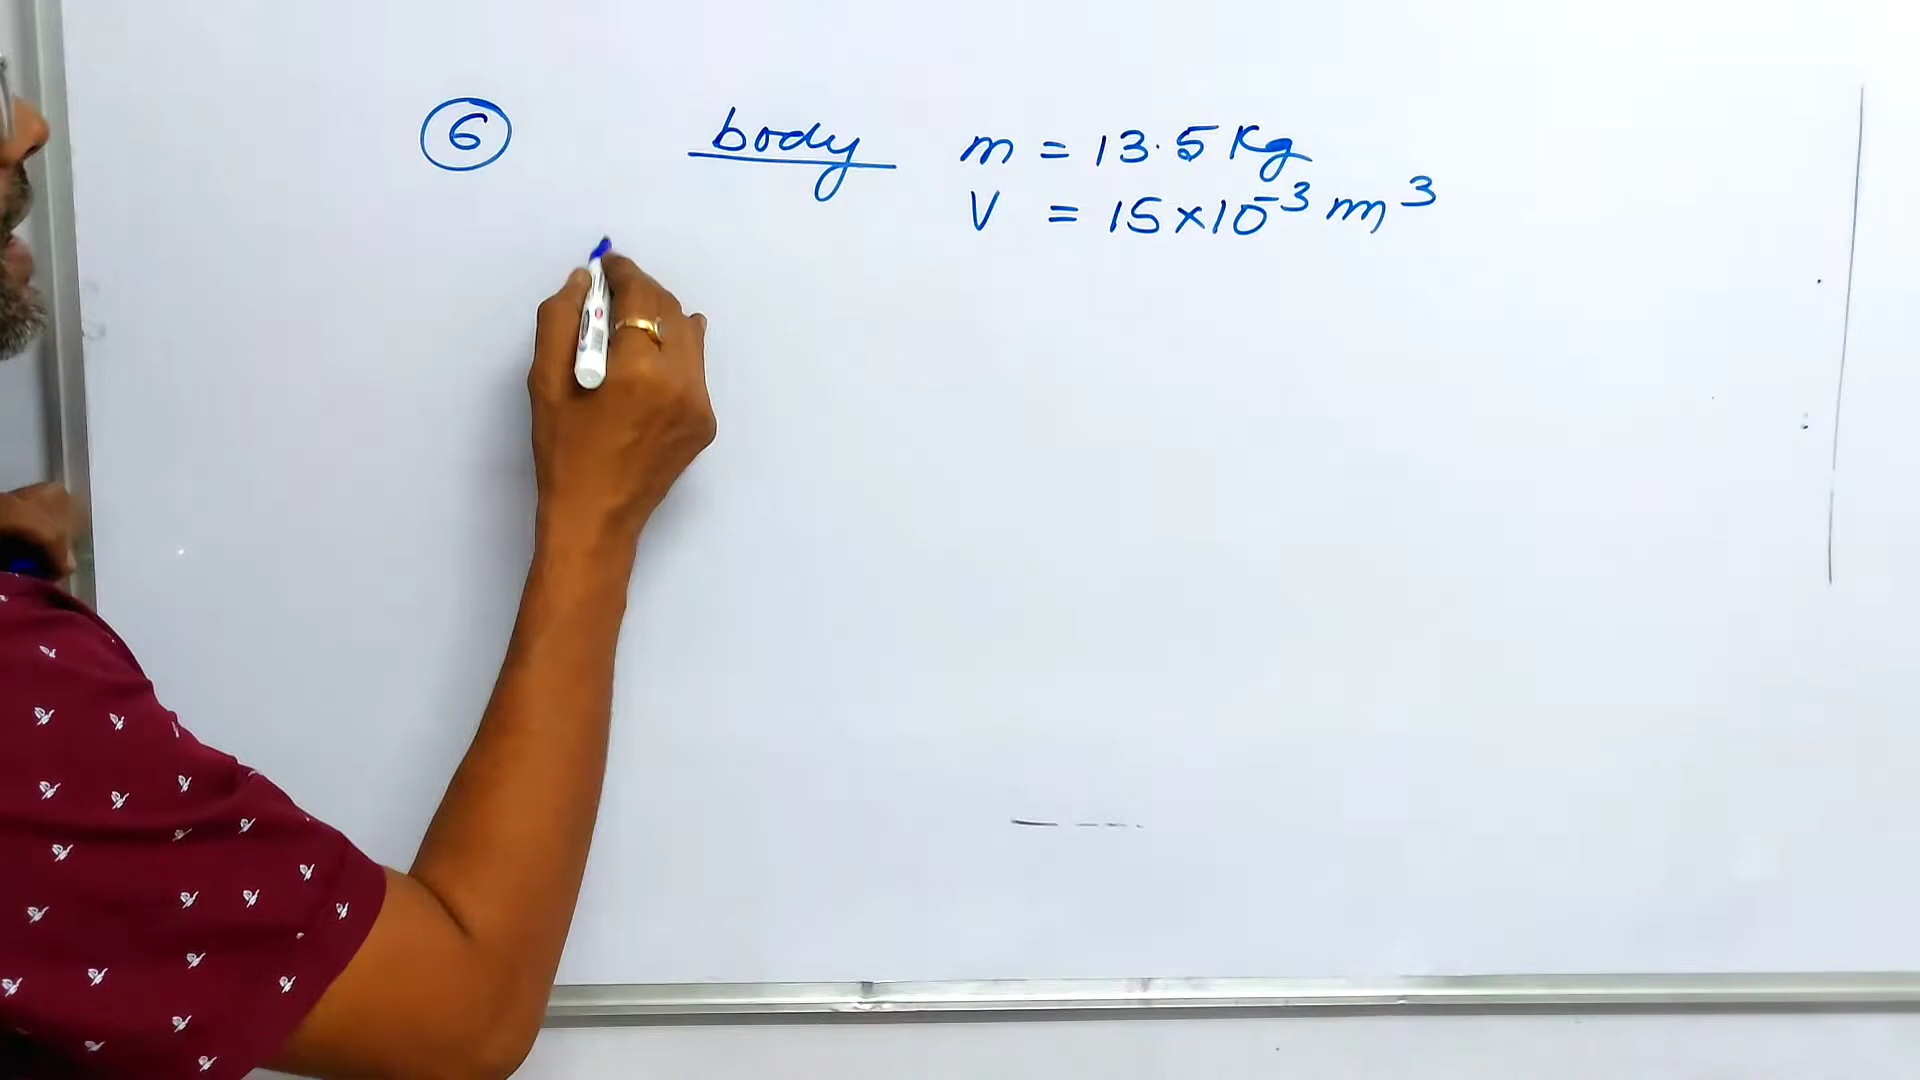 6 body m = 13.5 Kg
V = 15×10⁻³ m³